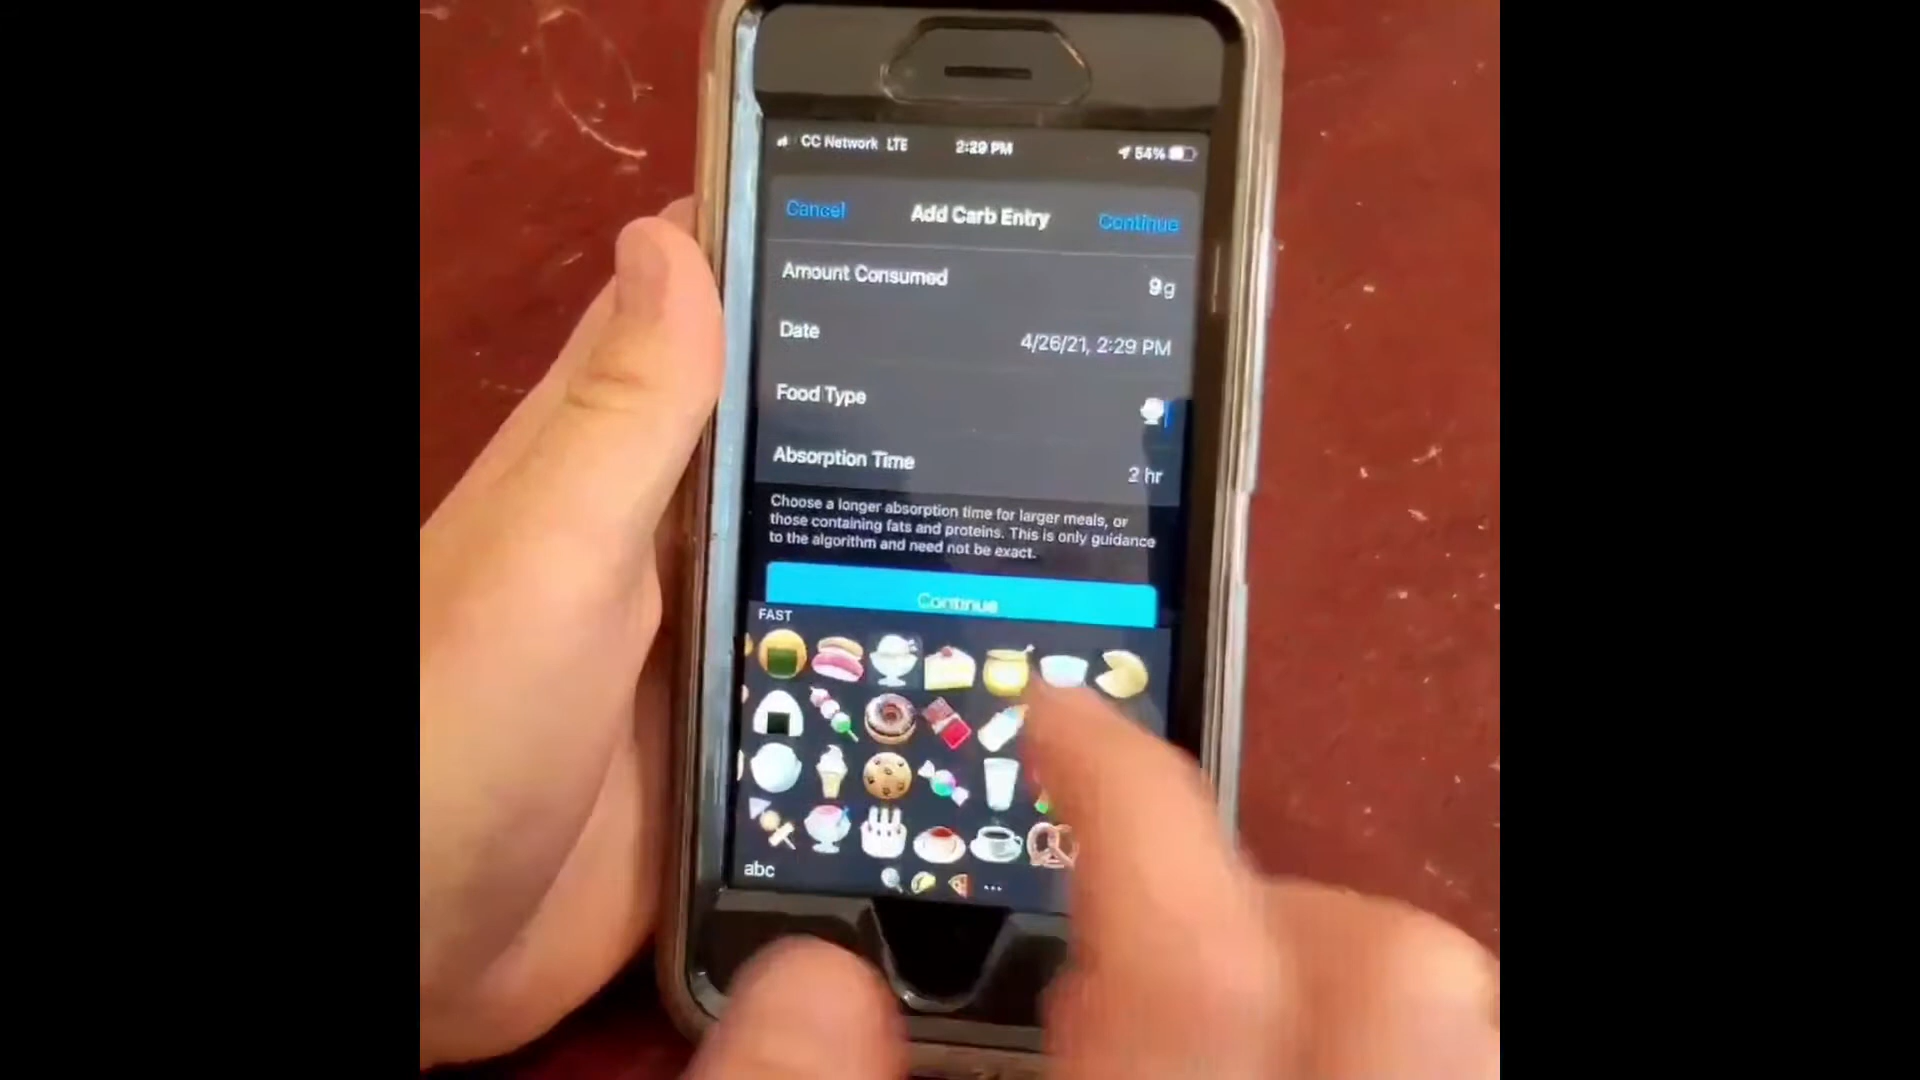 CC Network LTE 2:29 PM 54%
Cancel Add Carb Entry Continue
Amount Consumed 9 g
Date 4/26/21, 2:29 PM
Food Type
Absorption Time 2 hr
Choose a longer absorption time for larger meals, or
those containing fats and proteins. This is only guidance
to the algorithm and need not be exact.
Continue
FAST
abc